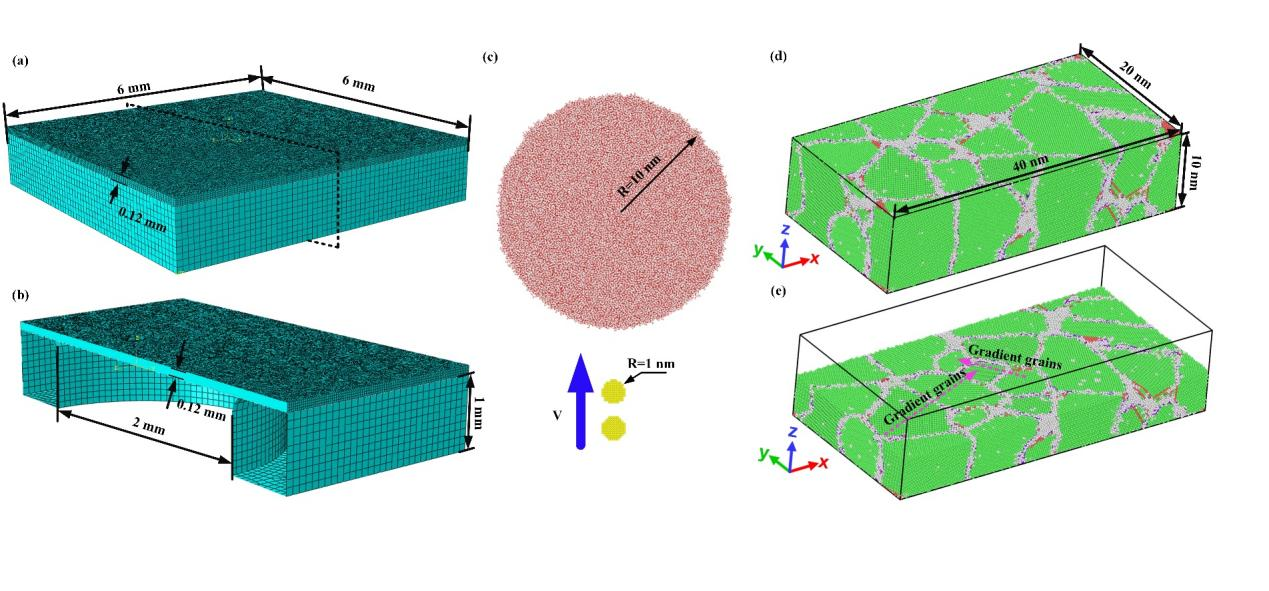 (a)
6 mm
6 mm
0.12 mm
(b)
0.12 mm
2 mm
1 mm
(c)
R=10 nm
R=1 nm
V
(d)
20 nm
40 nm
10 nm
z
y
x
(e)
Gradient grains
Gradient grains
z
y
x